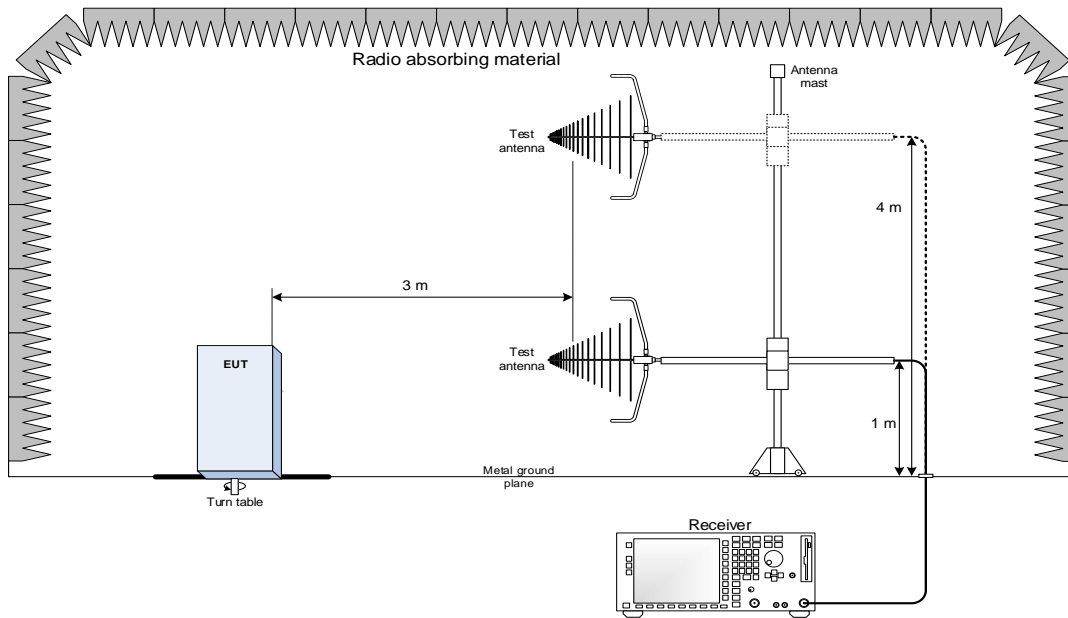 Radio absorbing material
Antenna
mast
Test
antenna
4 m
3 m
EUT
Test
antenna
1 m
Metal ground
plane
Turn table
Receiver